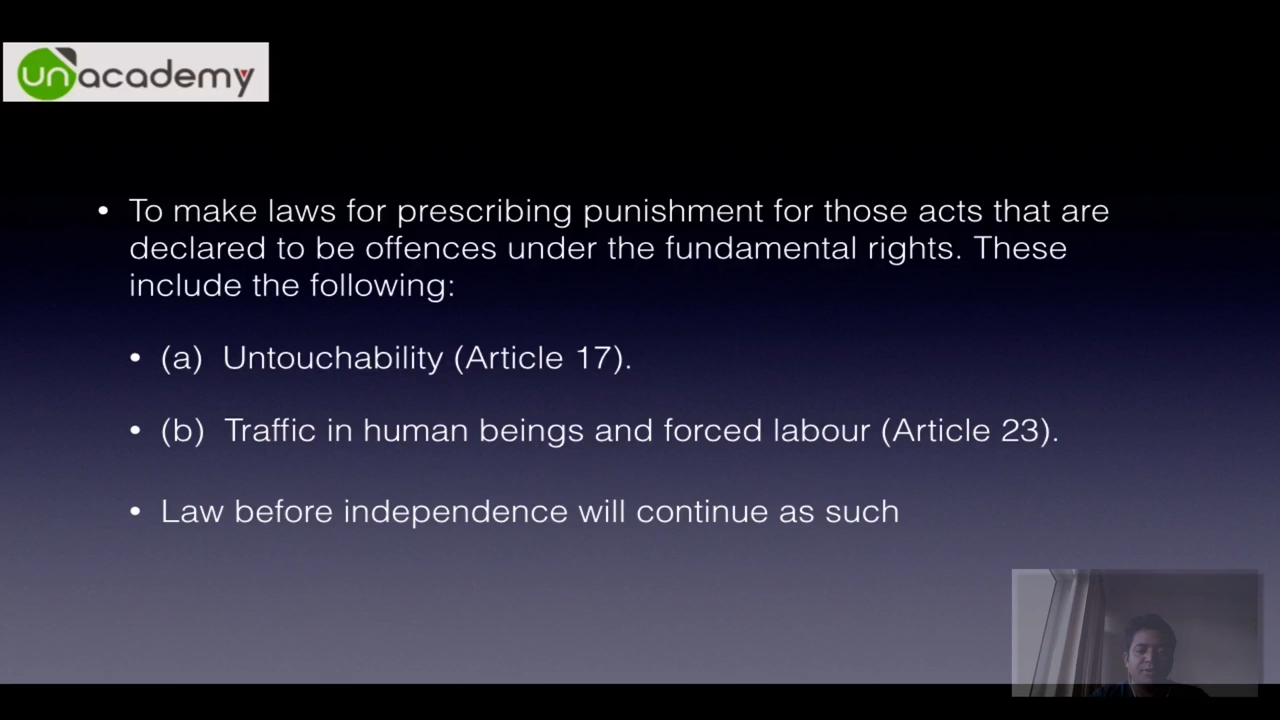 unacademy
• To make laws for prescribing punishment for those acts that are
declared to be offences under the fundamental rights. These
include the following:
• (a) Untouchability (Article 17).
• (b) Traffic in human beings and forced labour (Article 23).
• Law before independence will continue as such